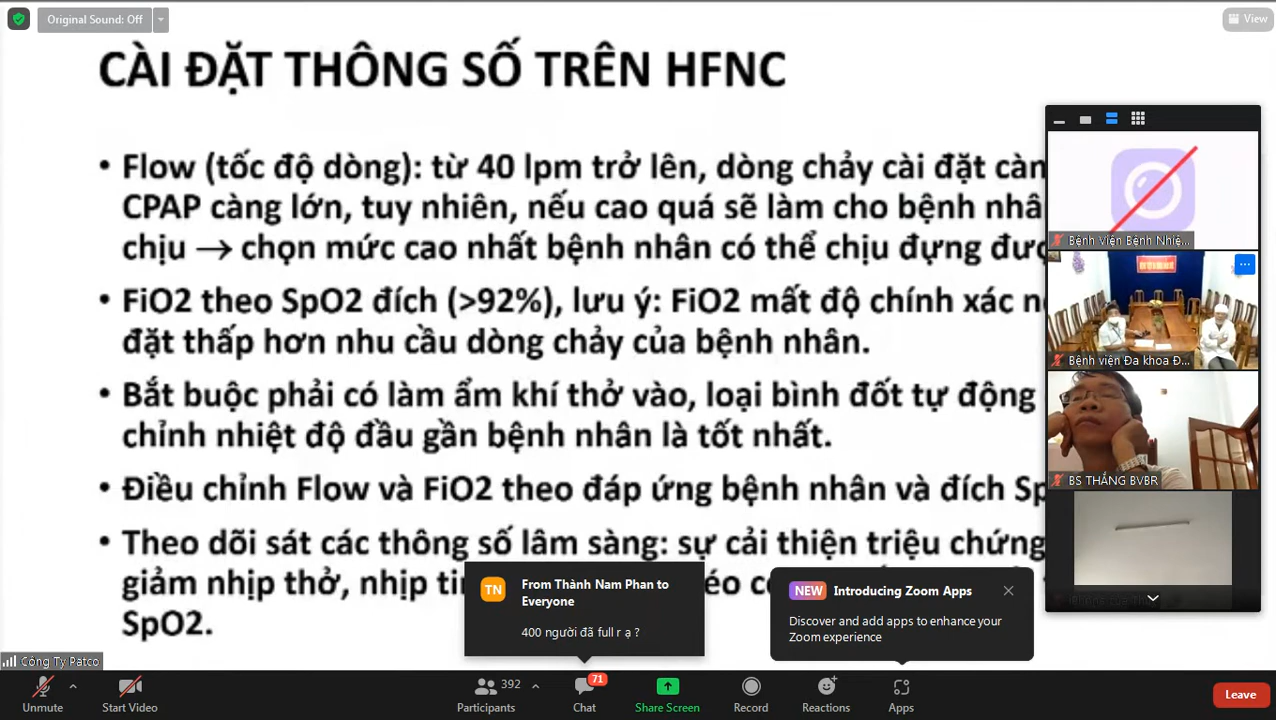 Original Sound: Off
View
CÀI ĐẶT THÔNG SỐ TRÊN HFNC
• Flow (tốc độ dòng): từ 40 lpm trở lên, dòng chảy cài đặt càn
CPAP càng lớn, tuy nhiên, nếu cao quá sẽ làm cho bệnh nhâ
chịu → chọn mức cao nhất bệnh nhân có thể chịu đựng đượ
• FiO2 theo SpO2 đích (>92%), lưu ý: FiO2 mất độ chính xác n
đặt thấp hơn nhu cầu dòng chảy của bệnh nhân.
• Bắt buộc phải có làm ẩm khí thở vào, loại bình đốt tự động
chỉnh nhiệt độ đầu gần bệnh nhân là tốt nhất.
• Điều chỉnh Flow và FiO2 theo đáp ứng bệnh nhân và đích Sp
• Theo dõi sát các thông số lâm sàng: sự cải thiện triệu chứng
giảm nhịp thở, nhịp tim
SpO2.
Bệnh Viện Bệnh Nhiệ...
Bệnh viện Đa khoa Đ...
BS THẮNG BVBR
TN
From Thành Nam Phan to
Everyone
400 người đã full r ạ ?
NEW Introducing Zoom Apps
Discover and add apps to enhance your
Zoom experience
Công Ty Patco
Unmute
Start Video
392
Participants
71
Chat
Share Screen
Record
Reactions
Apps
Leave